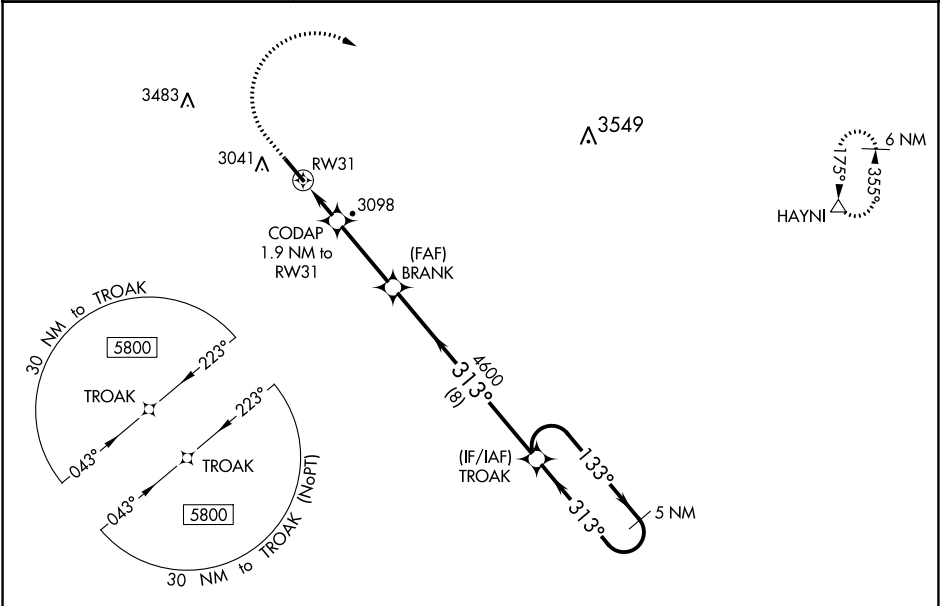 3483
3549
3041
RW31
6 NM
175°
355°
3098
HAYNI
CODAP
1.9 NM to
RW31
(FAF)
BRANK
30 NM to TROAK
5800
223°
TROAK
043°
4600
313°
(8)
223°
TROAK
043°
5800
30 NM to TROAK (NoPT)
(IF/IAF)
TROAK
133°
313°
5 NM